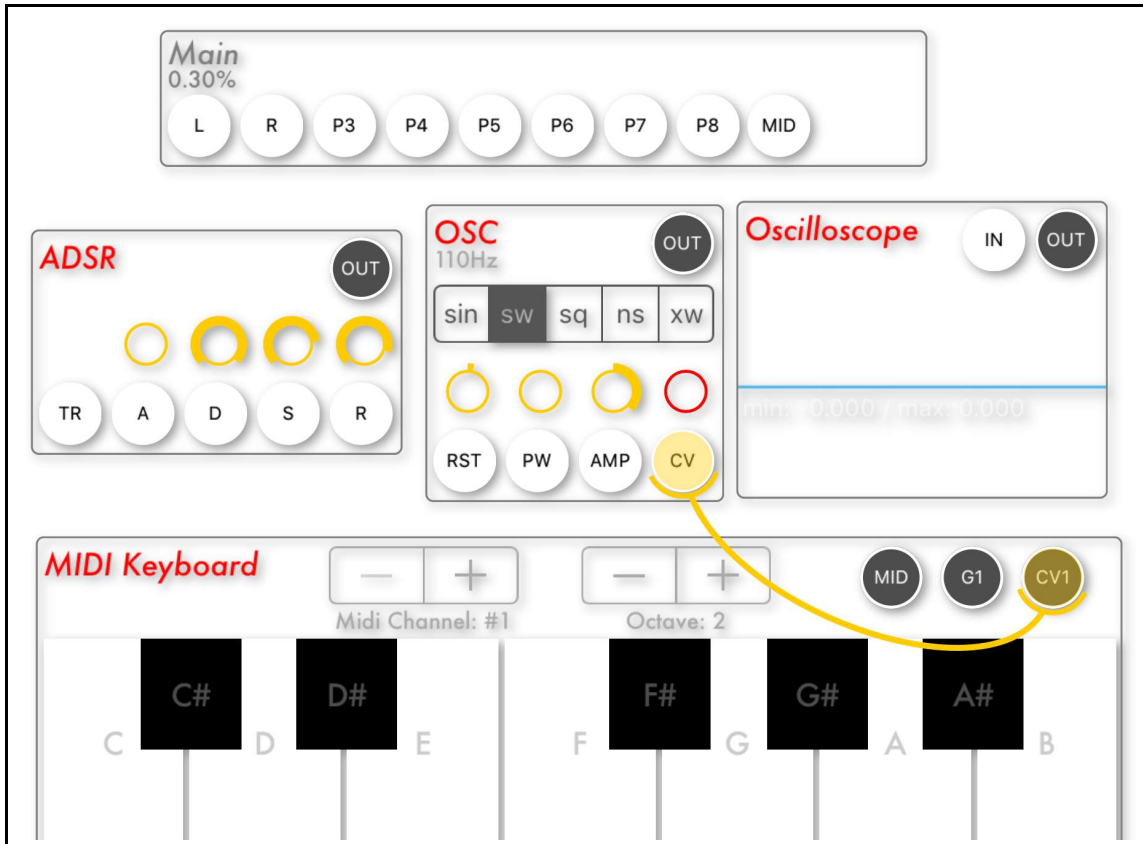 Main
0.30%
L R P3 P4 P5 P6 P7 P8 MID
ADSR
OUT
TR A D S R
OSC
110Hz
OUT
sin sw sq ns xw
RST PW AMP CV
Oscilloscope
IN OUT
min: -0.000 / max: 0.000
MIDI Keyboard
− +
Midi Channel: #1
− +
Octave: 2
MID G1 CV1
C# D# F# G# A#
C D E F G A B